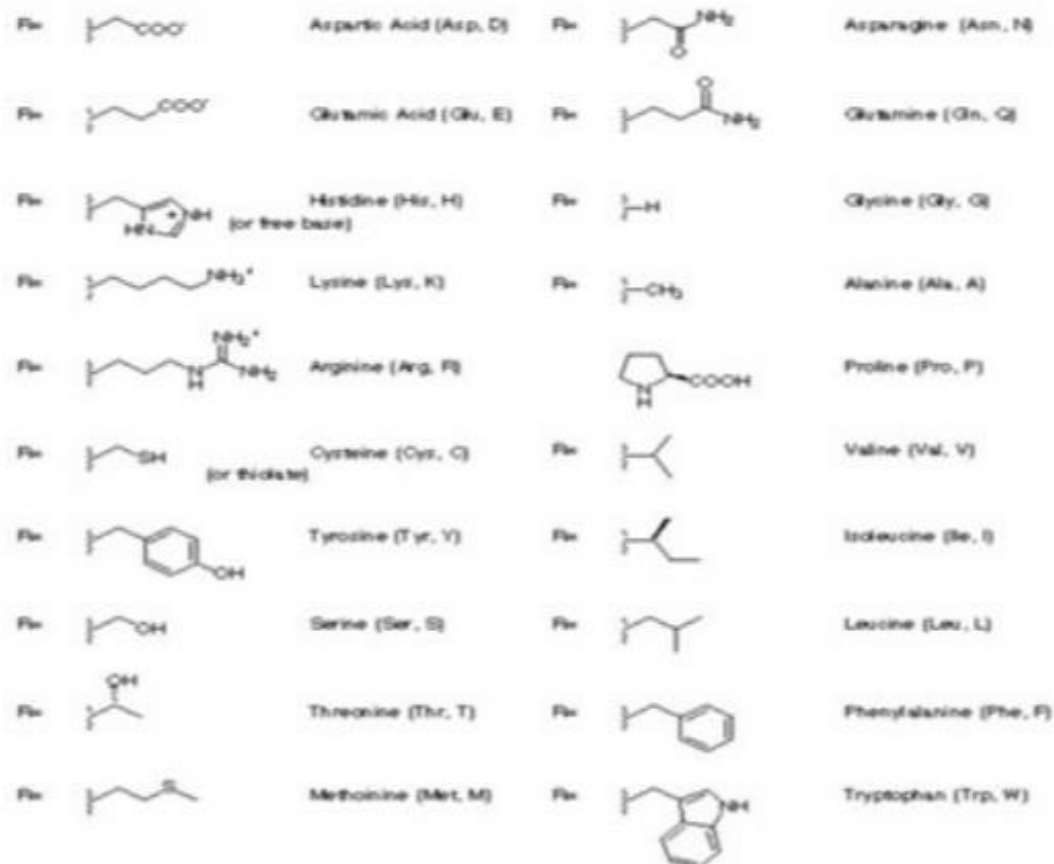 R= COO⁻ Aspartic Acid (Asp, D) R= NH₂ O Asparagine (Asn, N)
R= COO⁻ Glutamic Acid (Glu, E) R= O NH₂ Glutamine (Gln, Q)
R= HN + NH (or free base) Histidine (His, H) R= H Glycine (Gly, G)
R= NH₃⁺ Lysine (Lys, K) R= CH₃ Alanine (Ala, A)
R= N H NH₂⁺ NH₂ Arginine (Arg, R) N H COOH Proline (Pro, P)
R= SH (or thiolate) Cysteine (Cys, C) R= Valine (Val, V)
R= OH Tyrosine (Tyr, Y) R= Isoleucine (Ile, I)
R= OH Serine (Ser, S) R= Leucine (Leu, L)
R= OH Threonine (Thr, T) R= Phenylalanine (Phe, F)
R= S Methoinine (Met, M) R= NH Tryptophan (Trp, W)